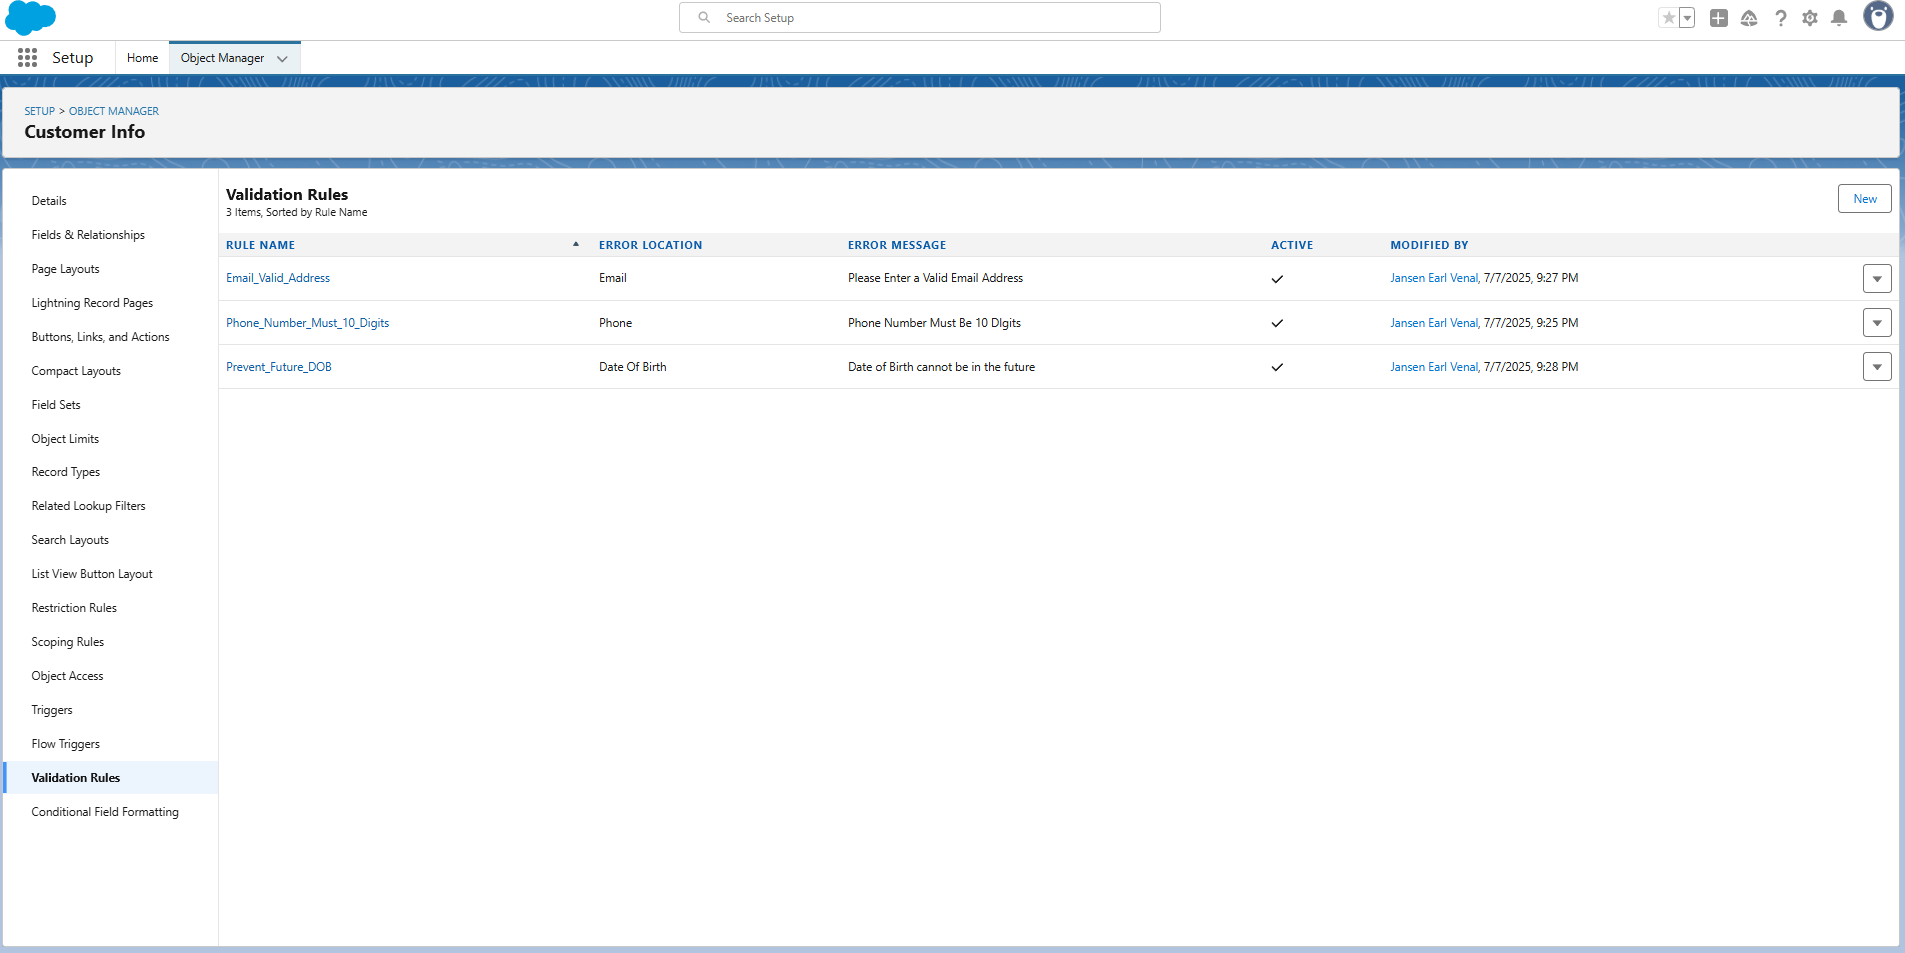 Search Setup
Setup
Home
Object Manager
SETUP > OBJECT MANAGER
Customer Info
Details
Fields & Relationships
Page Layouts
Lightning Record Pages
Buttons, Links, and Actions
Compact Layouts
Field Sets
Object Limits
Record Types
Related Lookup Filters
Search Layouts
List View Button Layout
Restriction Rules
Scoping Rules
Object Access
Triggers
Flow Triggers
Validation Rules
Conditional Field Formatting
Validation Rules
3 Items, Sorted by Rule Name
New
RULE NAME ERROR LOCATION ERROR MESSAGE ACTIVE MODIFIED BY
Email_Valid_Address Email Please Enter a Valid Email Address Jansen Earl Venal, 7/7/2025, 9:27 PM
Phone_Number_Must_10_Digits Phone Phone Number Must Be 10 DIgits Jansen Earl Venal, 7/7/2025, 9:25 PM
Prevent_Future_DOB Date Of Birth Date of Birth cannot be in the future Jansen Earl Venal, 7/7/2025, 9:28 PM